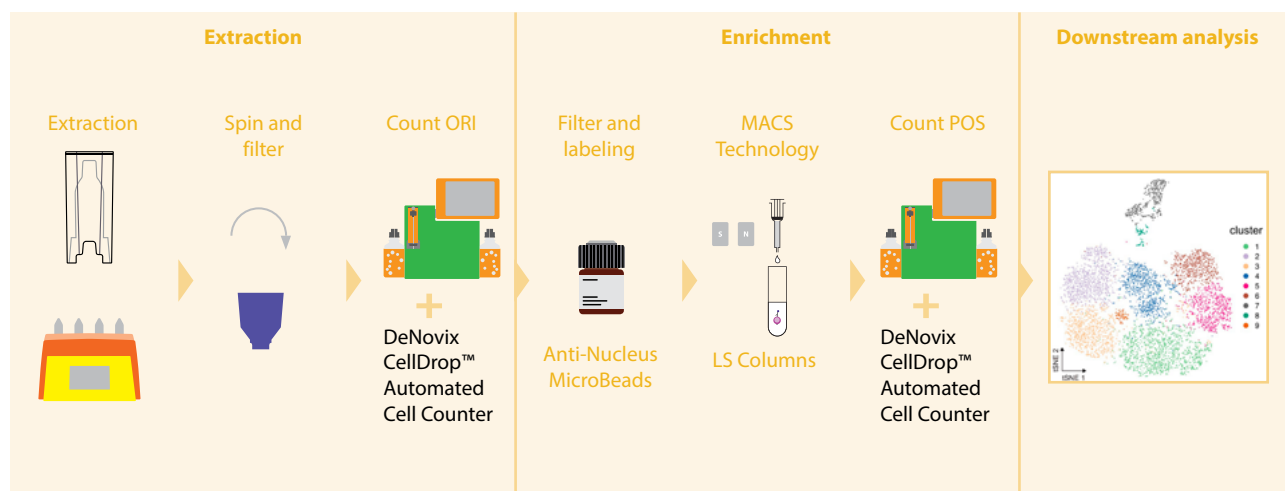 Extraction
Extraction
Spin and
filter
Count ORI
DeNovix
CellDrop™
Automated
Cell Counter
Enrichment
Filter and
labeling
Anti-Nucleus
MicroBeads
MACS
Technology
S N
LS Columns
Count POS
DeNovix
CellDrop™
Automated
Cell Counter
Downstream analysis
cluster
1
2
3
4
5
6
7
8
9
tSNE 2
tSNE 1